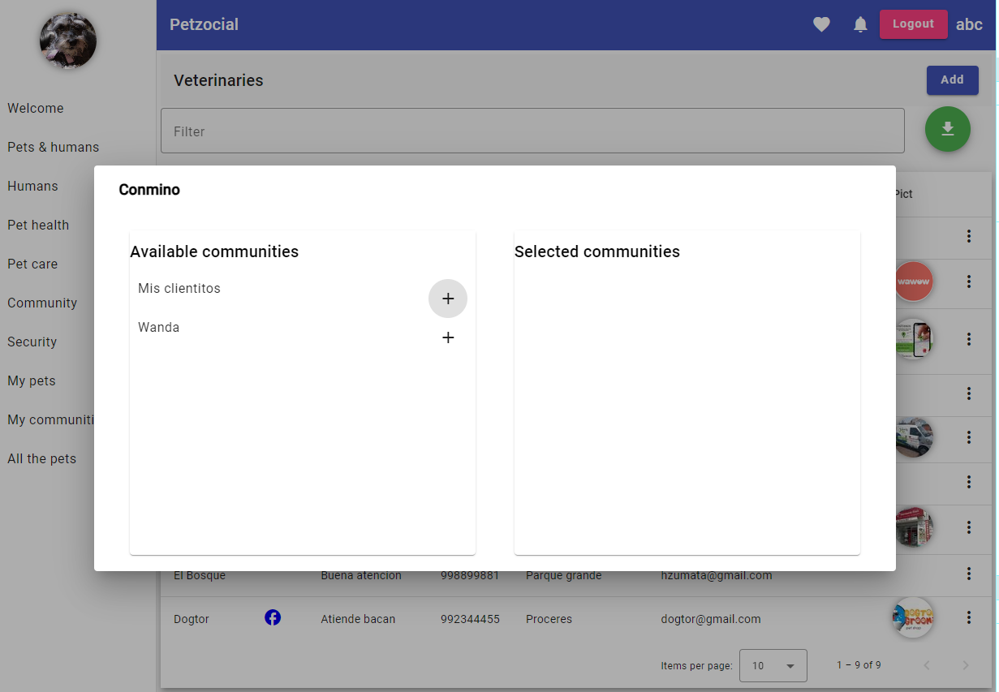 Petzocial
Logout
abc
Veterinaries
Add
Filter
Welcome
Pets & humans
Humans
Pet health
Pet care
Community
Security
My pets
My communiti
All the pets
Pict
Conmino
Available communities
Mis clientitos
Wanda
Selected communities
wawow
El Bosque Buena atencion 998899881 Parque grande hzumata@gmail.com
Dogtor Atiende bacan 992344455 Proceres dogtor@gmail.com
Items per page: 10 1 – 9 of 9